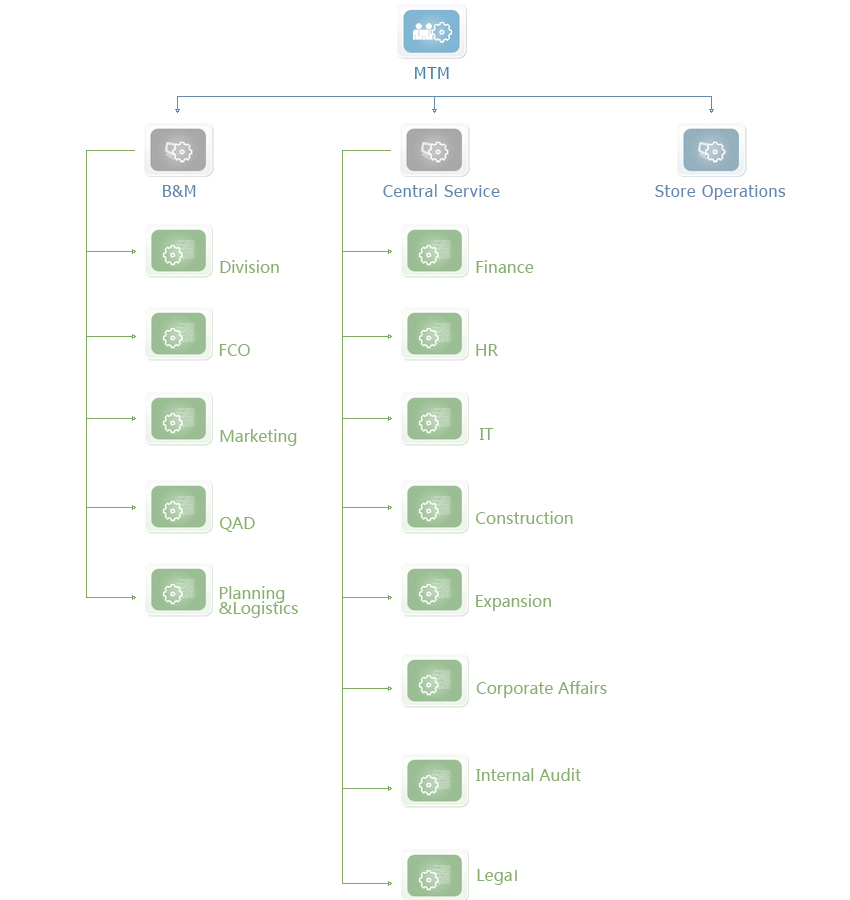 MTM
B&M
Central Service
Store Operations
Division
Finance
FCO
HR
Marketing
IT
QAD
Construction
Planning
&Logistics
Expansion
Corporate Affairs
Internal Audit
Legal